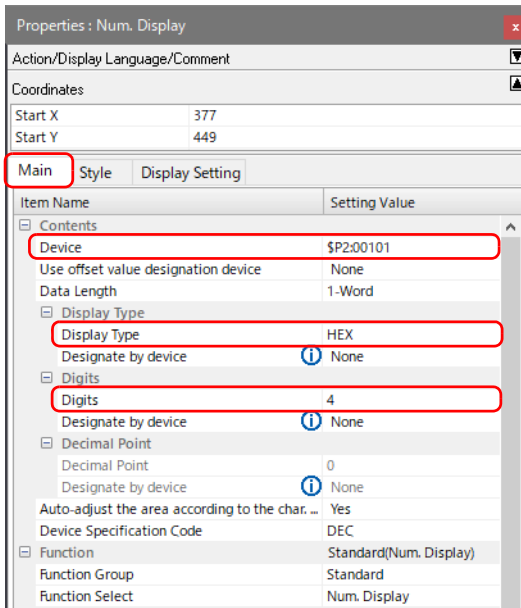 Properties : Num. Display x
Action/Display Language/Comment
Coordinates
Start X 377
Start Y 449
Main Style Display Setting
Item Name Setting Value
Contents
Device $P2:00101
Use offset value designation device None
Data Length 1-Word
Display Type
Display Type HEX
Designate by device i None
Digits
Digits 4
Designate by device i None
Decimal Point
Decimal Point 0
Designate by device i None
Auto-adjust the area according to the char. ... Yes
Device Specification Code DEC
Function Standard(Num. Display)
Function Group Standard
Function Select Num. Display